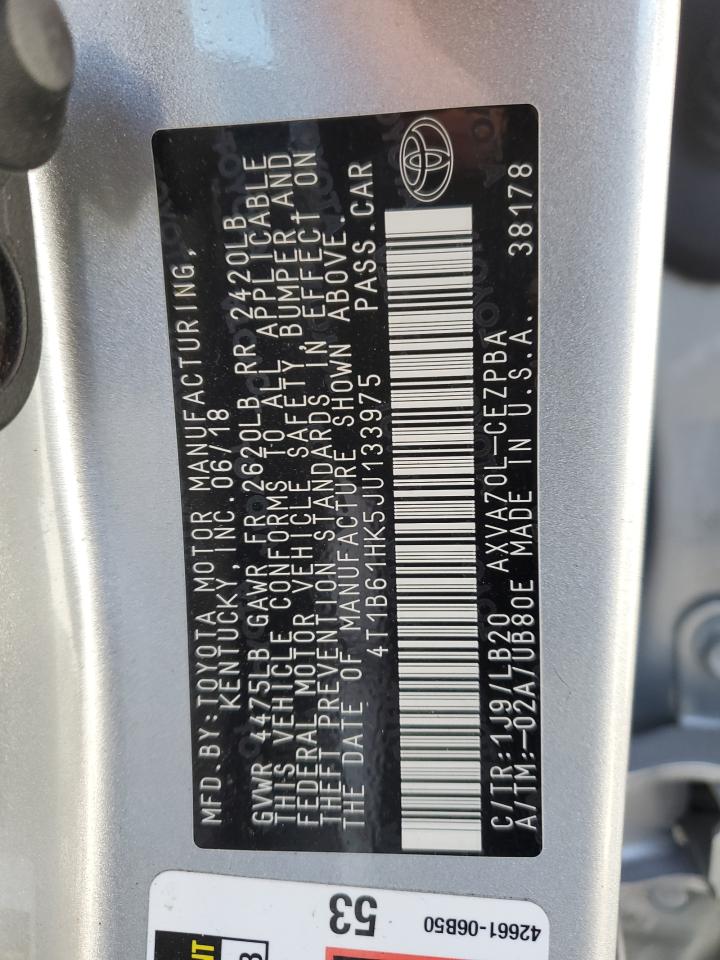 MFD.BY:TOYOTA MOTOR MANUFACTURING,
KENTUCKY, INC. 06/18
GVWR 4475LB GAWR FR 2620LB RR 2420LB
THIS VEHICLE CONFORMS TO ALL APPLICABLE
FEDERAL MOTOR VEHICLE SAFETY, BUMPER, AND
THEFT PREVENTION STANDARDS IN EFFECT ON
THE DATE OF MANUFACTURE SHOWN ABOVE.
4T1B61HK5JU133975 PASS.CAR
C/TR:1J9/LB20 AXVA70L-CEZPBA
A/TM:-02A/UB80E MADE IN U.S.A. 38178
53
42661-06B50